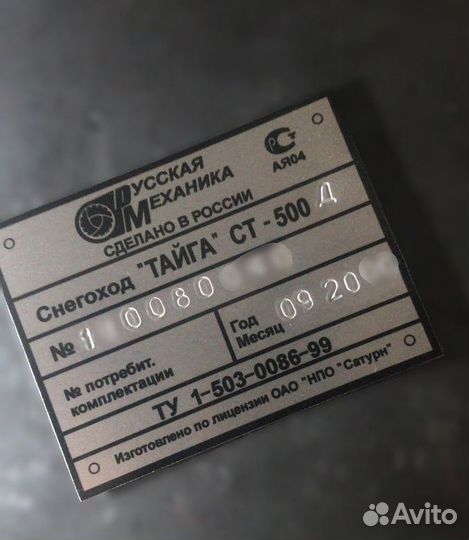 РУССКАЯ
МЕХАНИКА
СДЕЛАНО В РОССИИ
АЯ04
Снегоход "ТАЙГА" СТ-500 Д
№ 1 0080
Год
Месяц 09 20
№ потребит.
комплектации
ТУ 1-503-0086-99
Изготовлено по лицензии ОАО "НПО "Сатурн"
Avito